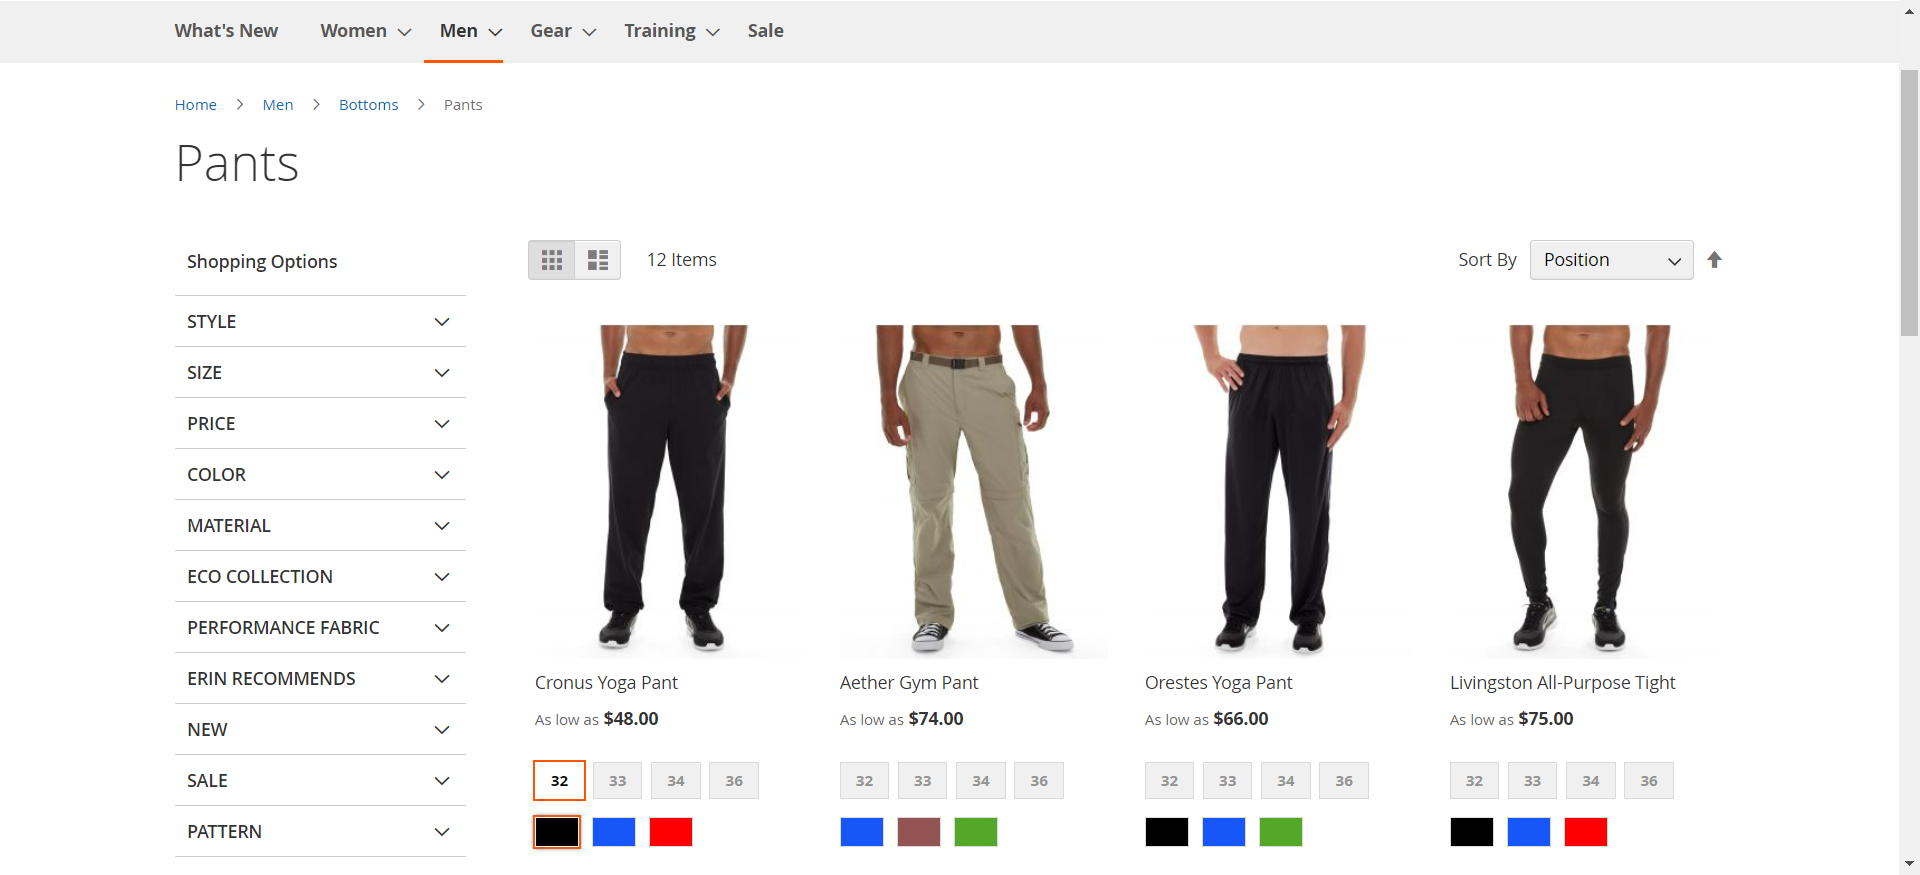 What's New Women Men Gear Training Sale
Home Men Bottoms Pants
Pants
Shopping Options
STYLE
SIZE
PRICE
COLOR
MATERIAL
ECO COLLECTION
PERFORMANCE FABRIC
ERIN RECOMMENDS
NEW
SALE
PATTERN
12 Items
Sort By Position
Cronus Yoga Pant
As low as $48.00
32 33 34 36
Aether Gym Pant
As low as $74.00
32 33 34 36
Orestes Yoga Pant
As low as $66.00
32 33 34 36
Livingston All-Purpose Tight
As low as $75.00
32 33 34 36